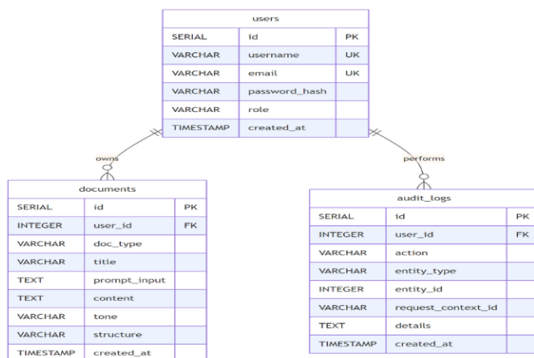 users
SERIAL id PK
VARCHAR username UK
VARCHAR email UK
VARCHAR password_hash
VARCHAR role
TIMESTAMP created_at
owns
performs
documents
SERIAL id PK
INTEGER user_id FK
VARCHAR doc_type
VARCHAR title
TEXT prompt_input
TEXT content
VARCHAR tone
VARCHAR structure
TIMESTAMP created_at
audit_logs
SERIAL id PK
INTEGER user_id FK
VARCHAR action
VARCHAR entity_type
INTEGER entity_id
VARCHAR request_context_id
TEXT details
TIMESTAMP created_at